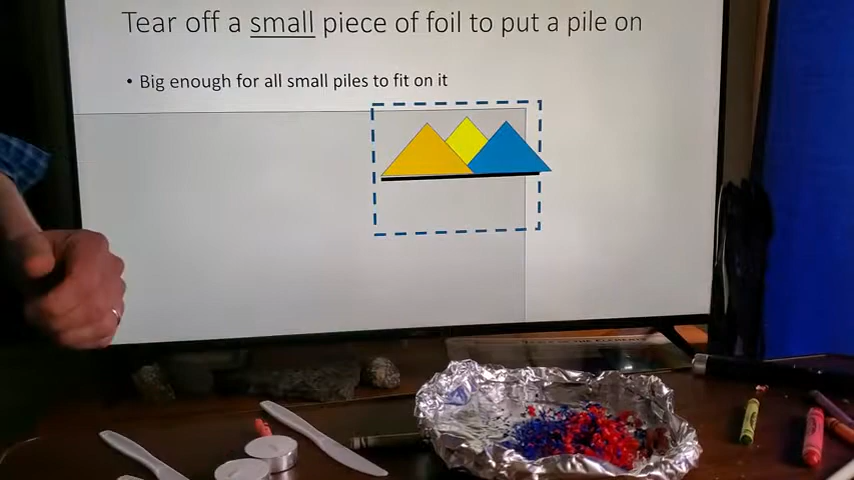 Tear off a small piece of foil to put a pile on
• Big enough for all small piles to fit on it